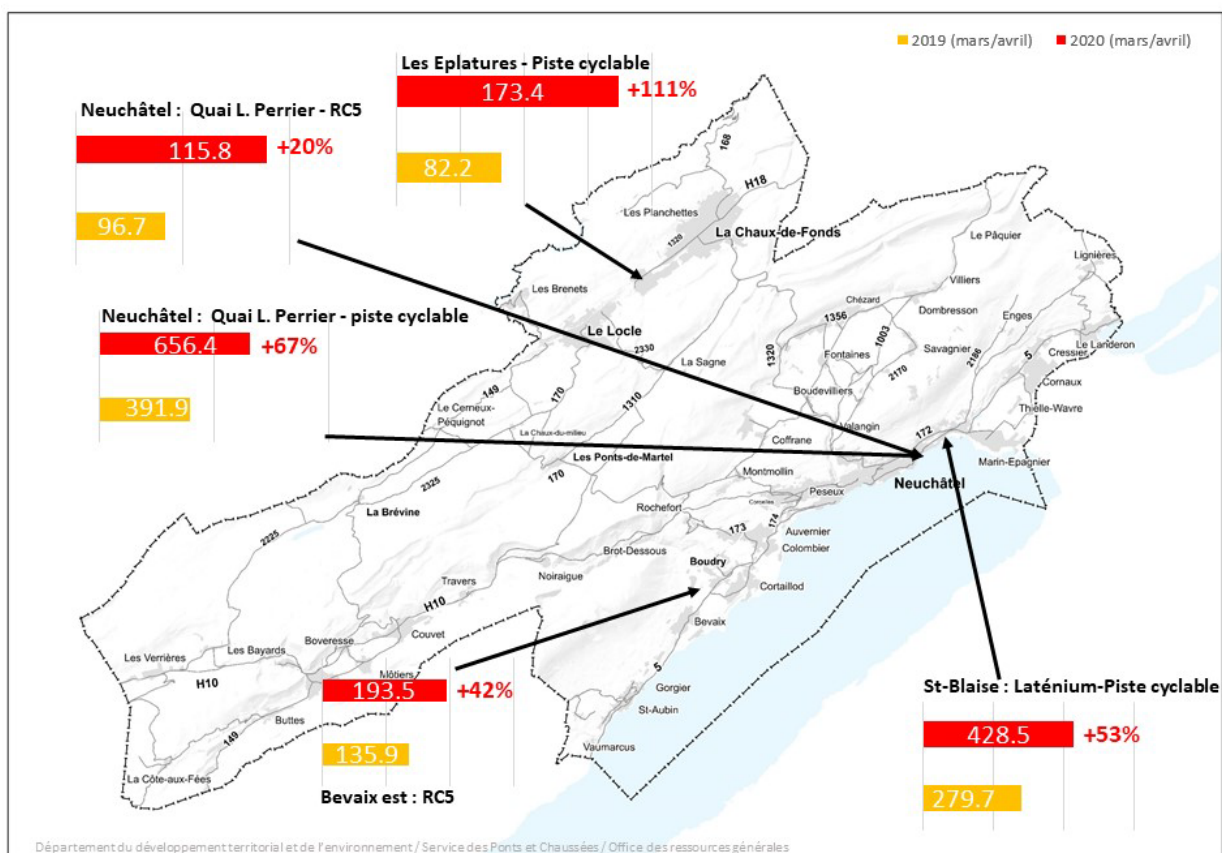 2019 (mars/avril) 2020 (mars/avril)
Les Eplatures - Piste cyclable
173.4 +111%
82.2
Neuchâtel : Quai L. Perrier - RC5
115.8 +20%
96.7
Neuchâtel : Quai L. Perrier - piste cyclable
656.4 +67%
391.9
168
H18
Les Planchettes
1320
La Chaux-de-Fonds
Le Pâquier
Lignières
Les Brenets
Villiers
Chézard
Dombresson
1356
Enges
Le Locle
1003
Le Landeron
2330
La Sagne
1320
Fontaines
Savagnier
2186
5
Cressier
149
170
1310
Boudevilliers
2170
Cornaux
Le Cerneux-
Péquignot
Thielle-Wavre
La Chaux-du-milieu
Valangin
172
Coffrane
Les Ponts-de-Martel
Marin-Epagnier
170
Montmollin
Neuchâtel
2325
Peseux
La Brévine
Rochefort
Corcelles
2225
173
174
Auvernier
Brot-Dessous
Colombier
Noiraigue
Boudry
Travers
Cortaillod
H10
Bevaix
Couvet
Boveresse
Les Bayards
Les Verrières
Môtiers
H10
5
Gorgier
St-Aubin
Buttes
149
Vaumarcus
La Côte-aux-Fées
193.5 +42%
135.9
Bevaix est : RC5
St-Blaise : Laténium-Piste cyclable
428.5 +53%
279.7
Département du développement territorial et de l'environnement / Service des Ponts et Chaussées / Office des ressources générales